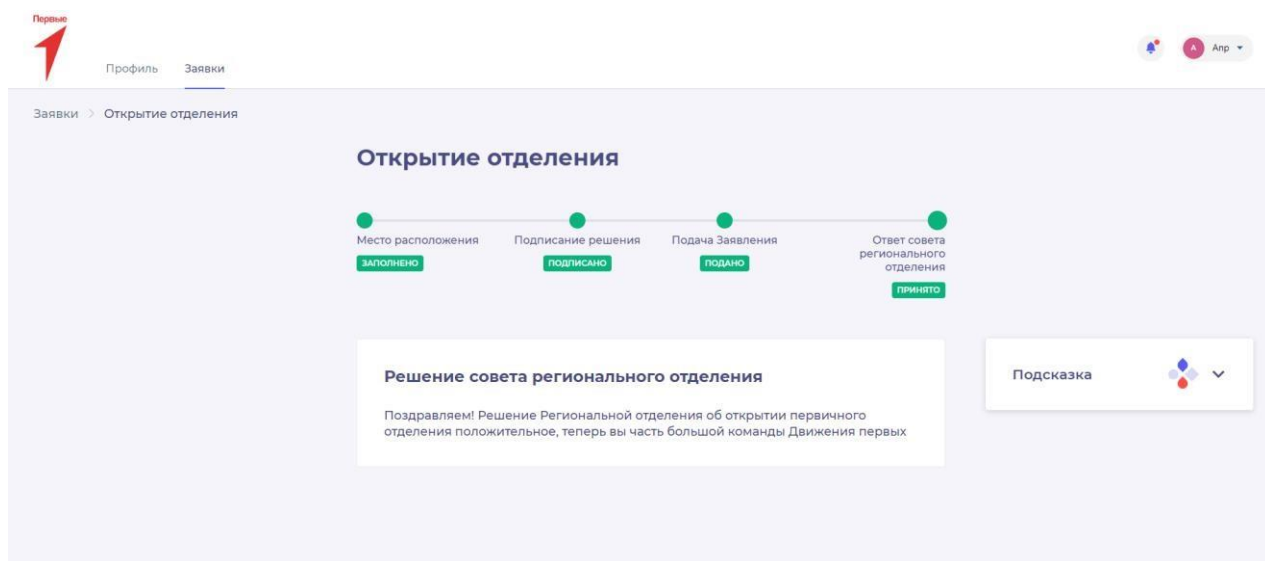 Первые
Профиль Заявки
А Апр
Заявки > Открытие отделения
Открытие отделения
Место расположения Подписание решения Подача Заявления Ответ совета
регионального
отделения
ЗАПОЛНЕНО ПОДПИСАНО ПОДАНО
ПРИНЯТО
Решение совета регионального отделения
Подсказка
Поздравляем! Решение Региональной отделения об открытии первичного
отделения положительное, теперь вы часть большой команды Движения первых